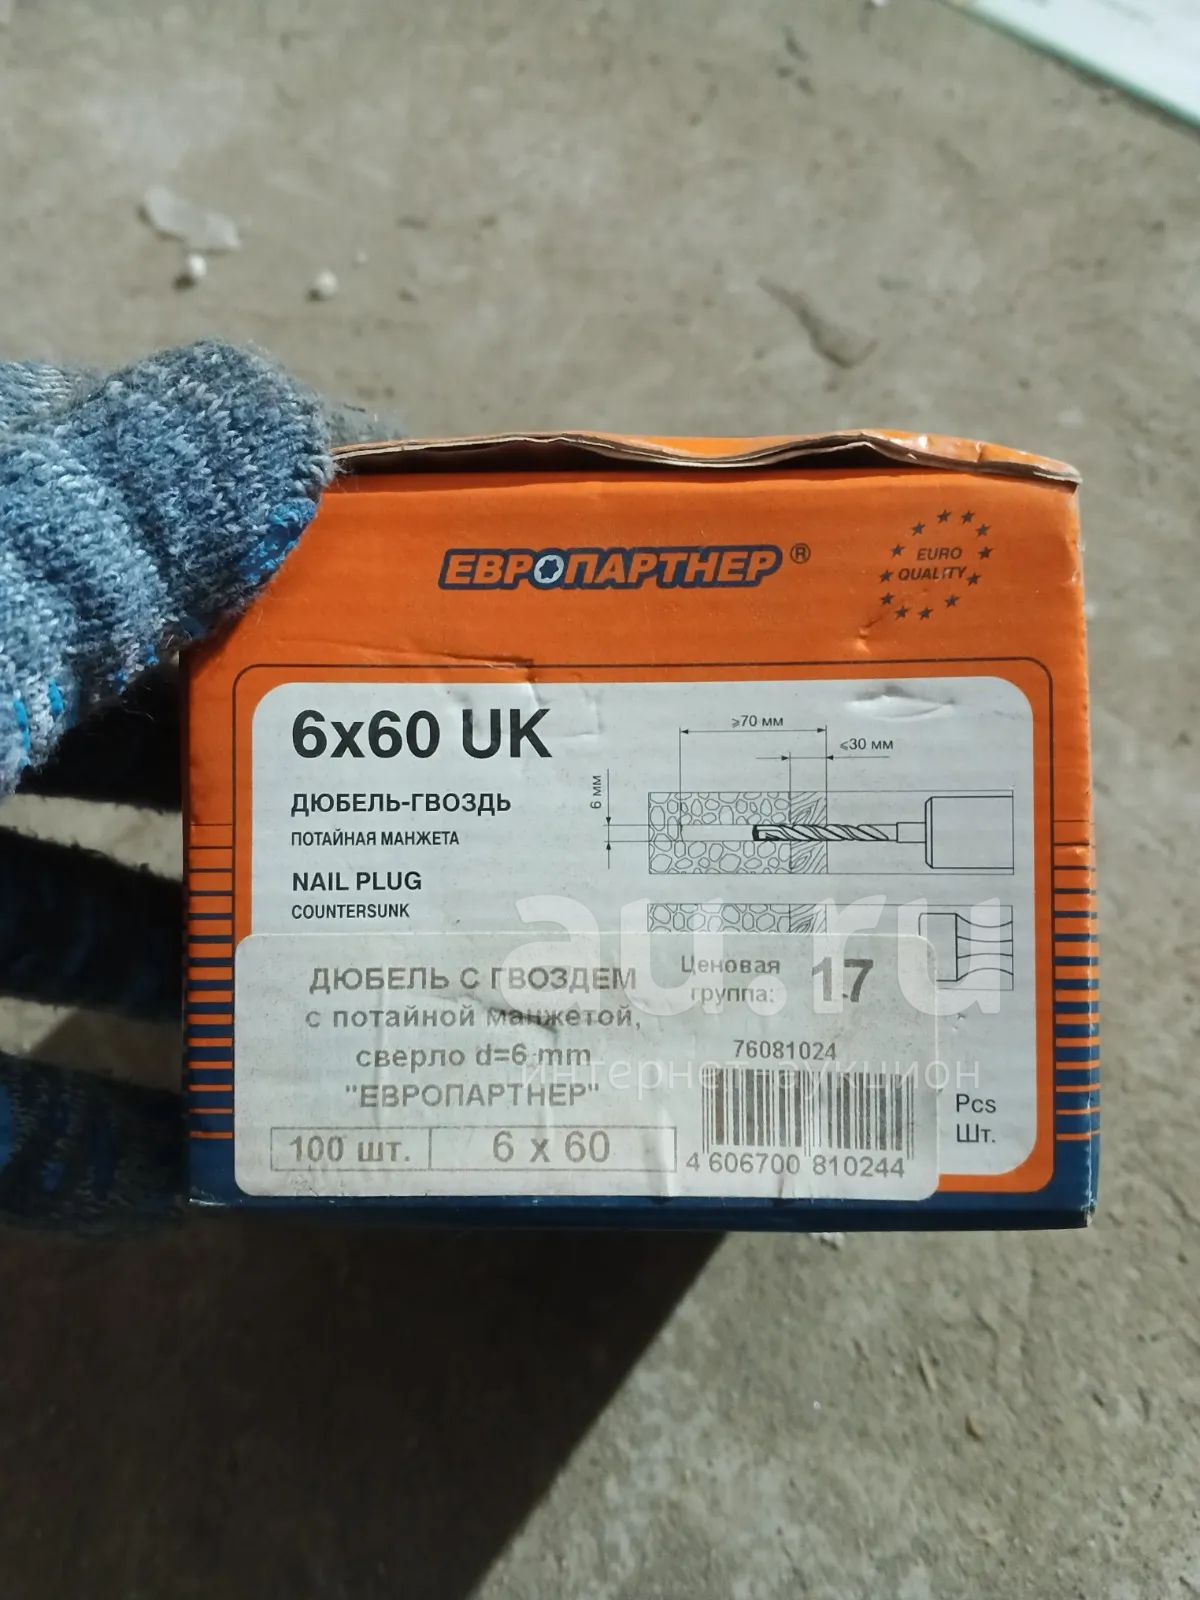 ЕВРОПАРТНЕР ®
EURO
QUALITY
6x60 UK
ДЮБЕЛЬ-ГВОЗДЬ
ПОТАЙНАЯ МАНЖЕТА
NAIL PLUG
COUNTERSUNK
≥70 мм
≤30 мм
6 мм
ДЮБЕЛЬ С ГВОЗДЕМ
с потайной манжетой,
сверло d=6 mm
"ЕВРОПАРТНЕР"
100 шт. 6 x 60
Ценовая
группа: 17
76081024
4 606700 810244
Pcs
Шт.
au.ru
интернет-аукцион